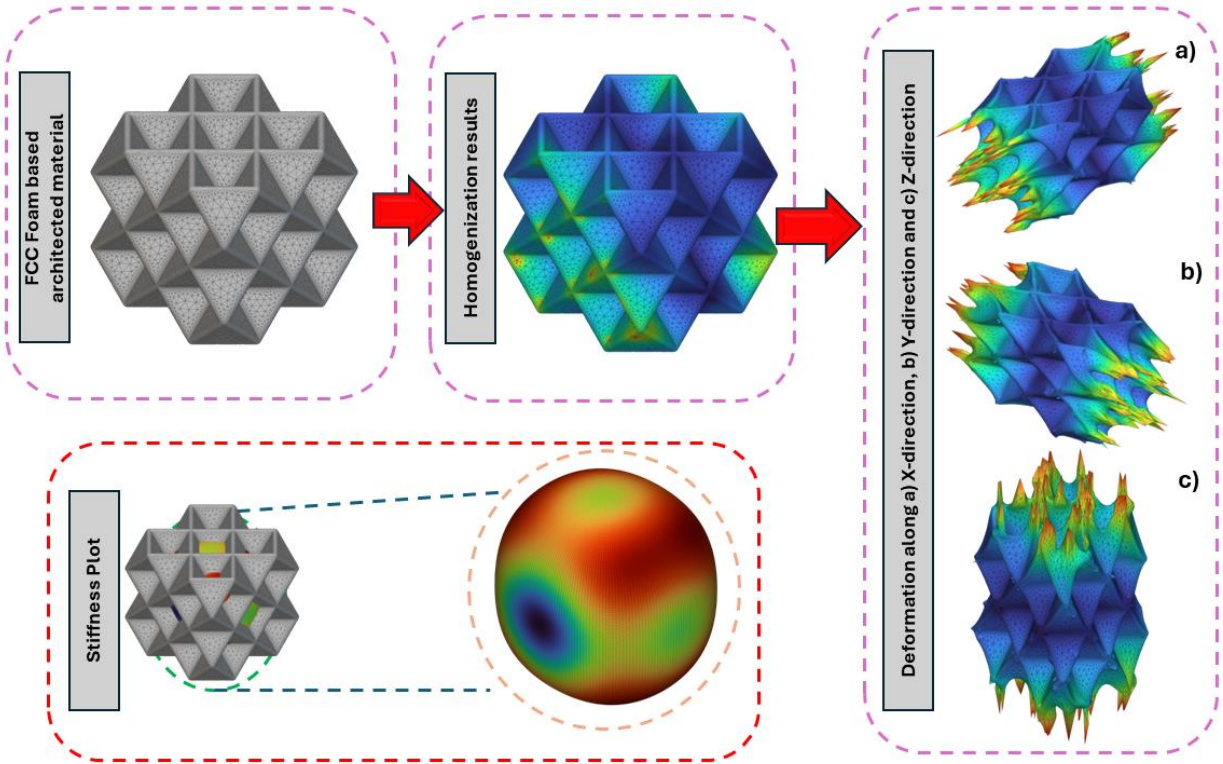 FCC Foam based
architected material
Homogenization results
Deformation along a) X-direction, b) Y-direction and c) Z-direction
a)
b)
c)
Stiffness Plot